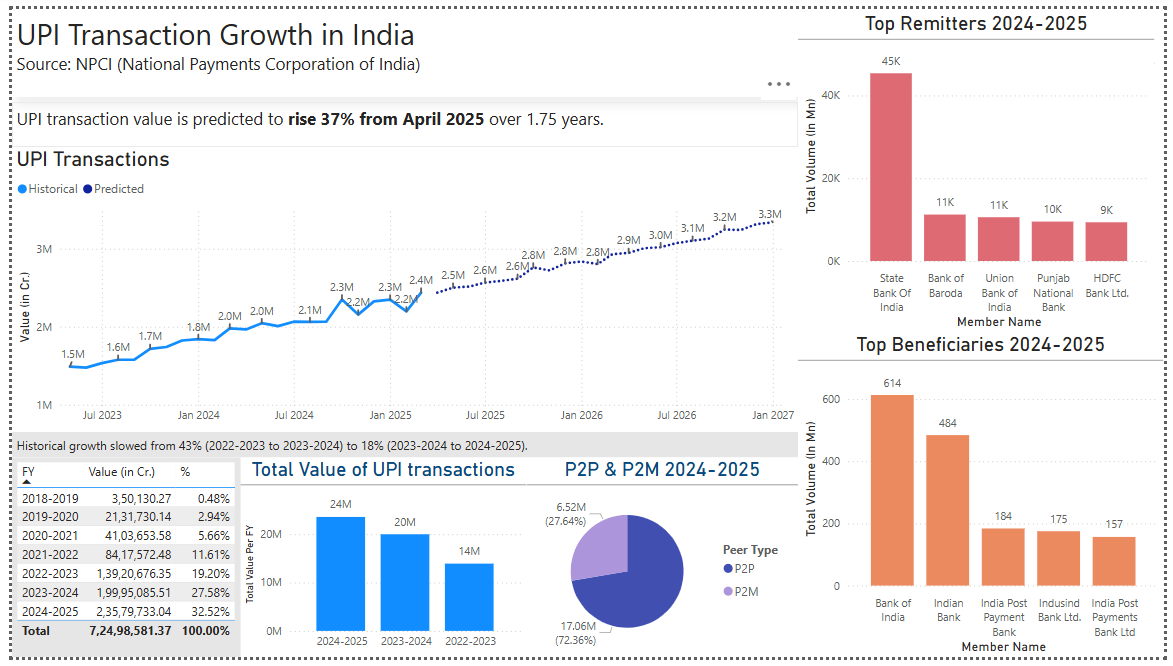 UPI Transaction Growth in India
Source: NPCI (National Payments Corporation of India)
UPI transaction value is predicted to rise 37% from April 2025 over 1.75 years.
UPI Transactions
Historical Predicted
Value (in Cr.)
3M
2M
1M
1.5M
1.6M
1.7M
1.8M
2.0M
2.0M
2.1M
2.3M
2.2M
2.3M
2.2M
2.4M
2.5M
2.6M
2.6M
2.8M
2.8M
2.8M
2.9M
3.0M
3.1M
3.2M
3.3M
Jul 2023 Jan 2024 Jul 2024 Jan 2025 Jul 2025 Jan 2026 Jul 2026 Jan 2027
Historical growth slowed from 43% (2022-2023 to 2023-2024) to 18% (2023-2024 to 2024-2025).
FY Value (in Cr.) %
2018-2019 3,50,130.27 0.48%
2019-2020 21,31,730.14 2.94%
2020-2021 41,03,653.58 5.66%
2021-2022 84,17,572.48 11.61%
2022-2023 1,39,20,676.35 19.20%
2023-2024 1,99,95,085.51 27.58%
2024-2025 2,35,79,733.04 32.52%
Total 7,24,98,581.37 100.00%
Total Value of UPI transactions
Total Value Per FY
20M
10M
0M
24M
20M
14M
2024-2025 2023-2024 2022-2023
P2P & P2M 2024-2025
6.52M
(27.64%)
17.06M
(72.36%)
Peer Type
P2P
P2M
Top Remitters 2024-2025
Total Volume (In Mn)
40K
20K
0K
45K
11K
11K
10K
9K
State Bank Of India
Bank of Baroda
Union Bank of India
Punjab National Bank
HDFC Bank Ltd.
Member Name
Top Beneficiaries 2024-2025
Total Volume (In Mn)
600
400
200
0
614
484
184
175
157
Bank of India
Indian Bank
India Post Payment Bank
Indusind Bank Ltd.
India Post Payments Bank Ltd
Member Name